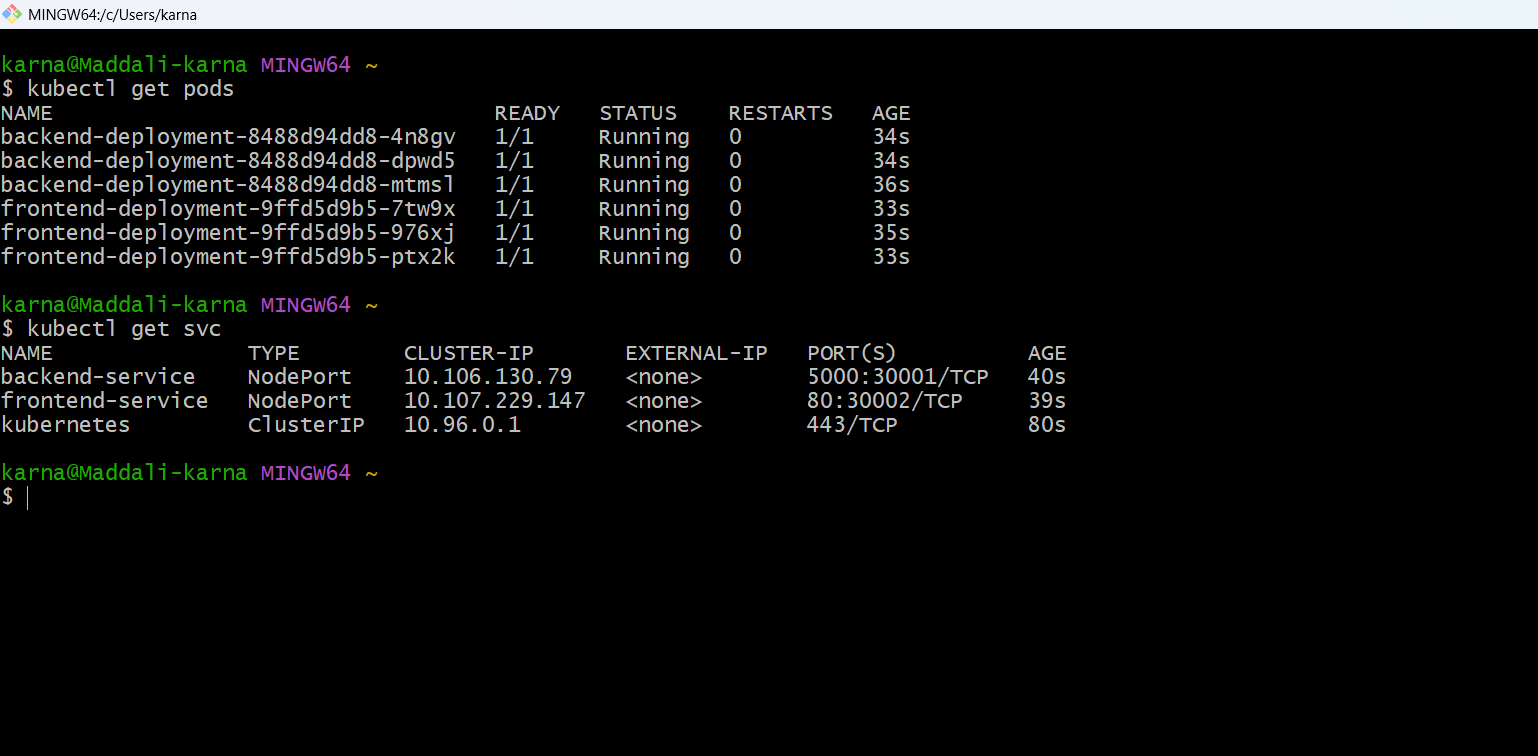 MINGW64:/c/Users/karna
karna@Maddali-karna MINGW64 ~
$ kubectl get pods
NAME                                  READY   STATUS    RESTARTS   AGE
backend-deployment-8488d94dd8-4n8gv   1/1     Running   0          34s
backend-deployment-8488d94dd8-dpwd5   1/1     Running   0          34s
backend-deployment-8488d94dd8-mtmsl   1/1     Running   0          36s
frontend-deployment-9ffd5d9b5-7tw9x   1/1     Running   0          33s
frontend-deployment-9ffd5d9b5-976xj   1/1     Running   0          35s
frontend-deployment-9ffd5d9b5-ptx2k   1/1     Running   0          33s
karna@Maddali-karna MINGW64 ~
$ kubectl get svc
NAME               TYPE        CLUSTER-IP       EXTERNAL-IP   PORT(S)          AGE
backend-service    NodePort    10.106.130.79    <none>        5000:30001/TCP   40s
frontend-service   NodePort    10.107.229.147   <none>        80:30002/TCP     39s
kubernetes         ClusterIP   10.96.0.1        <none>        443/TCP          80s
karna@Maddali-karna MINGW64 ~
$